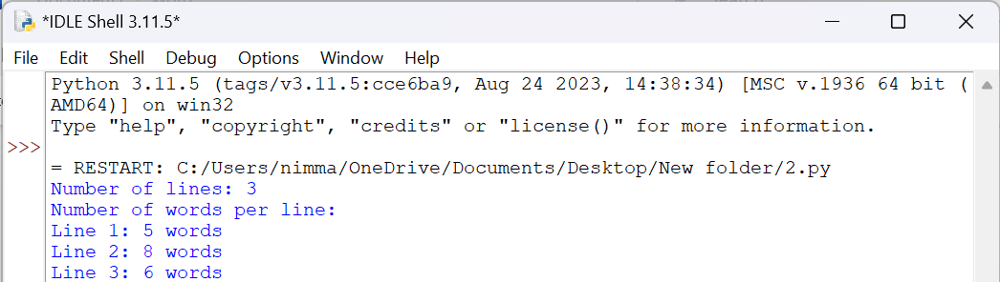 *IDLE Shell 3.11.5*
File Edit Shell Debug Options Window Help
Python 3.11.5 (tags/v3.11.5:cce6ba9, Aug 24 2023, 14:38:34) [MSC v.1936 64 bit (
AMD64)] on win32
Type "help", "copyright", "credits" or "license()" for more information.
>>>
= RESTART: C:/Users/nimma/OneDrive/Documents/Desktop/New folder/2.py
Number of lines: 3
Number of words per line:
Line 1: 5 words
Line 2: 8 words
Line 3: 6 words